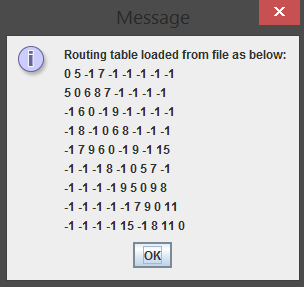 Message
Routing table loaded from file as below:
0 5 -1 7 -1 -1 -1 -1 -1
5 0 6 8 7 -1 -1 -1 -1
-1 6 0 -1 9 -1 -1 -1 -1
-1 8 -1 0 6 8 -1 -1 -1
-1 7 9 6 0 -1 9 -1 15
-1 -1 -1 8 -1 0 5 7 -1
-1 -1 -1 -1 9 5 0 9 8
-1 -1 -1 -1 -1 7 9 0 11
-1 -1 -1 -1 15 -1 8 11 0
OK